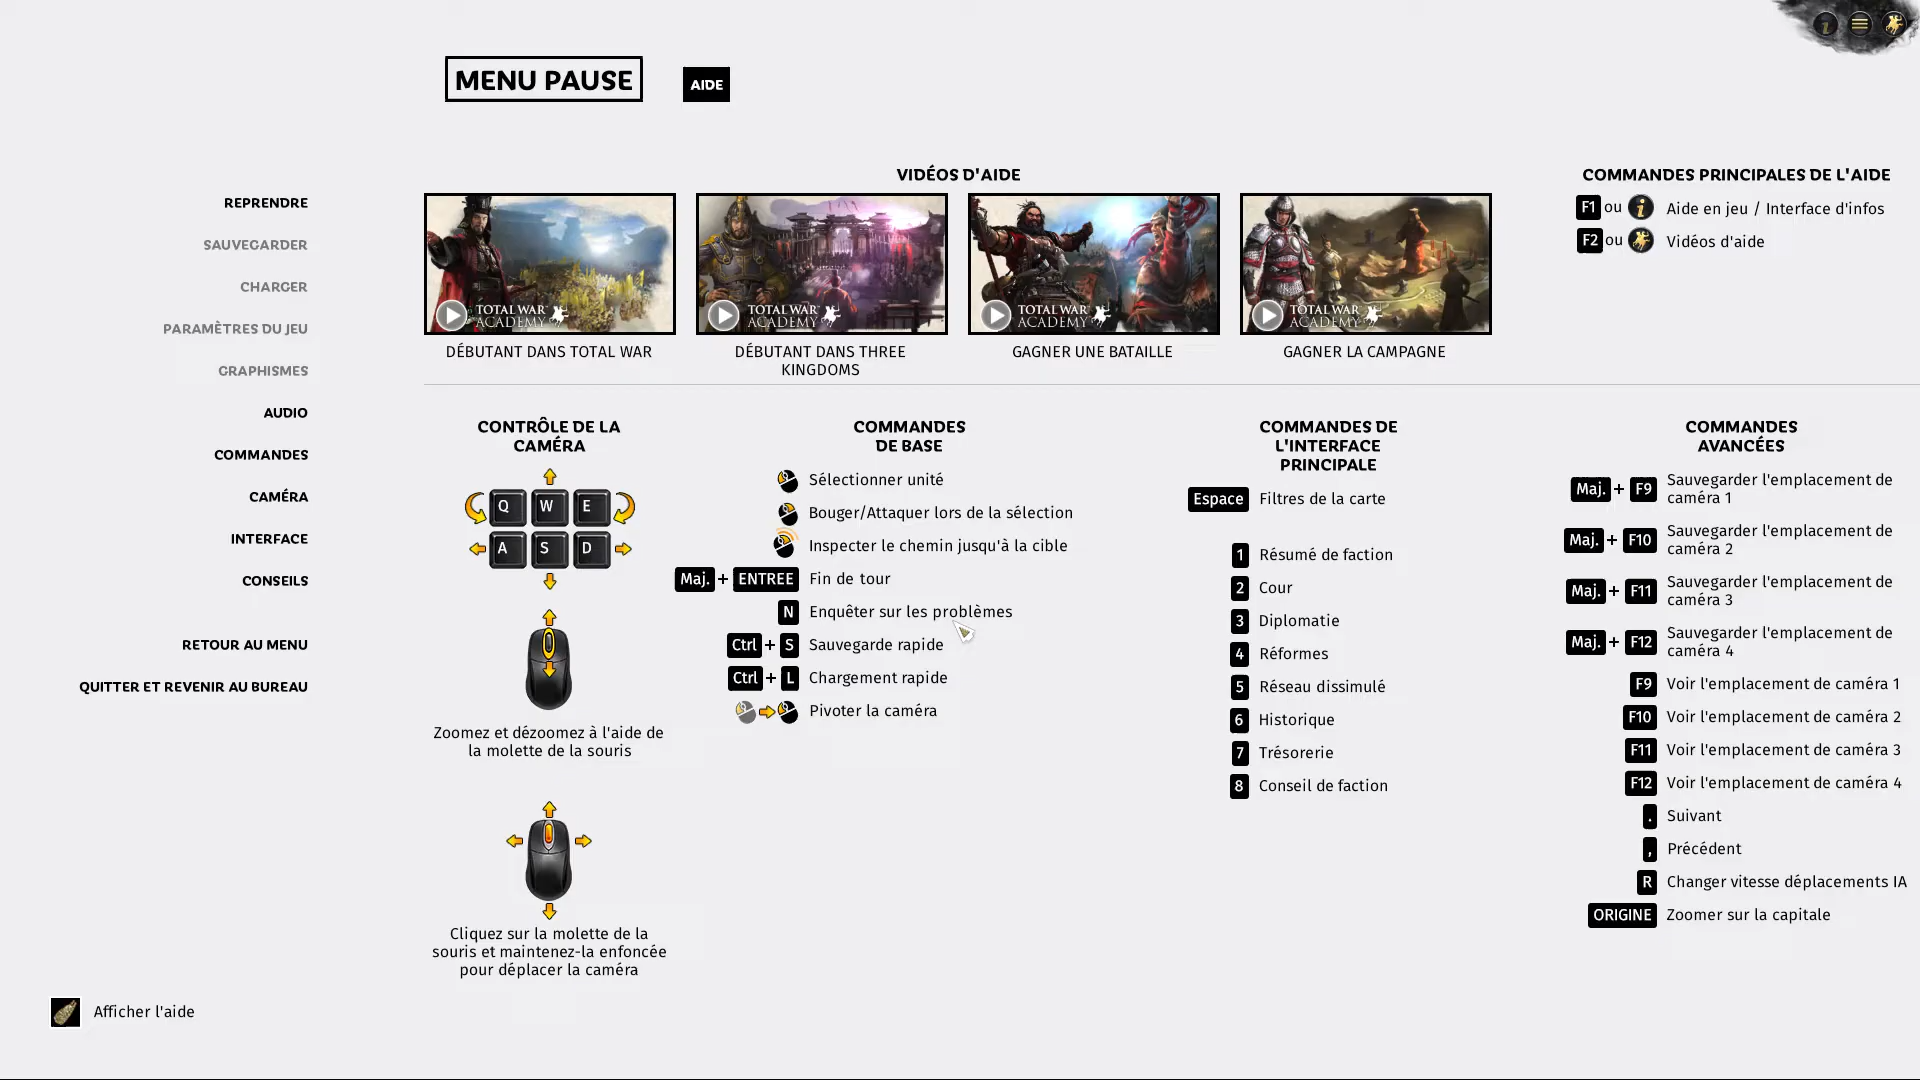 MENU PAUSE
AIDE
REPRENDRE
SAUVEGARDER
CHARGER
PARAMÈTRES DU JEU
GRAPHISMES
AUDIO
COMMANDES
CAMÉRA
INTERFACE
CONSEILS
RETOUR AU MENU
QUITTER ET REVENIR AU BUREAU
Afficher l'aide
VIDÉOS D'AIDE
TOTAL WAR
ACADEMY
DÉBUTANT DANS TOTAL WAR
TOTAL WAR
ACADEMY
DÉBUTANT DANS THREE
KINGDOMS
TOTAL WAR
ACADEMY
GAGNER UNE BATAILLE
TOTAL WAR
ACADEMY
GAGNER LA CAMPAGNE
COMMANDES PRINCIPALES DE L'AIDE
F1 ou Aide en jeu / Interface d'infos
F2 ou Vidéos d'aide
CONTRÔLE DE LA
CAMÉRA
Q W E
A S D
Zoomez et dézoomez à l'aide de
la molette de la souris
Cliquez sur la molette de la
souris et maintenez-la enfoncée
pour déplacer la caméra
COMMANDES
DE BASE
Sélectionner unité
Bouger/Attaquer lors de la sélection
Inspecter le chemin jusqu'à la cible
Maj. + ENTREE Fin de tour
N Enquêter sur les problèmes
Ctrl + S Sauvegarde rapide
Ctrl + L Chargement rapide
Pivoter la caméra
COMMANDES DE
L'INTERFACE
PRINCIPALE
Espace Filtres de la carte
1 Résumé de faction
2 Cour
3 Diplomatie
4 Réformes
5 Réseau dissimulé
6 Historique
7 Trésorerie
8 Conseil de faction
COMMANDES
AVANCÉES
Maj. + F9 Sauvegarder l'emplacement de
caméra 1
Maj. + F10 Sauvegarder l'emplacement de
caméra 2
Maj. + F11 Sauvegarder l'emplacement de
caméra 3
Maj. + F12 Sauvegarder l'emplacement de
caméra 4
F9 Voir l'emplacement de caméra 1
F10 Voir l'emplacement de caméra 2
F11 Voir l'emplacement de caméra 3
F12 Voir l'emplacement de caméra 4
. Suivant
, Précédent
R Changer vitesse déplacements IA
ORIGINE Zoomer sur la capitale